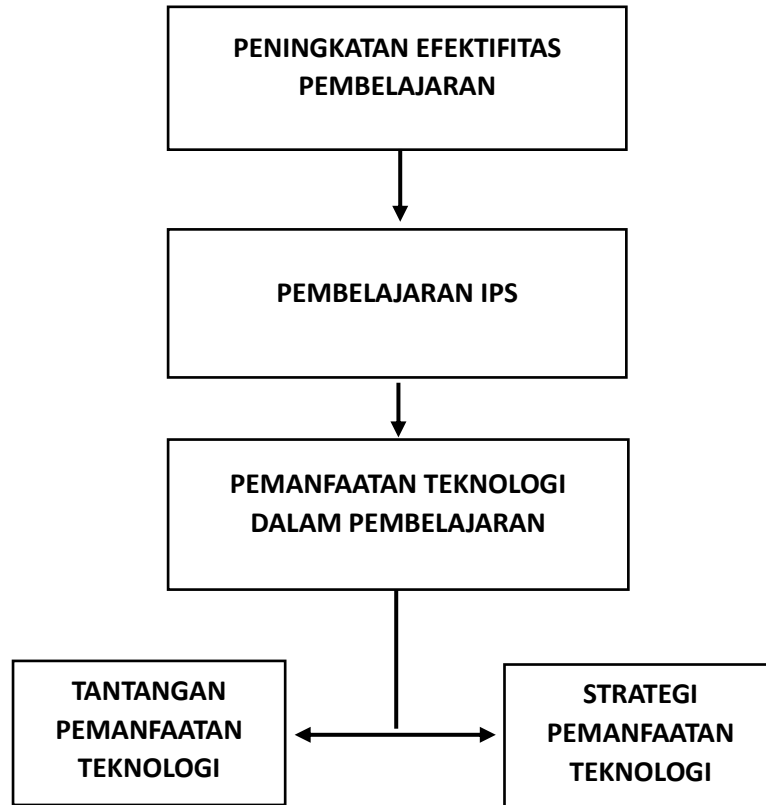 PENINGKATAN EFEKTIFITAS
PEMBELAJARAN
PEMBELAJARAN IPS
PEMANFAATAN TEKNOLOGI
DALAM PEMBELAJARAN
TANTANGAN
PEMANFAATAN
TEKNOLOGI
STRATEGI
PEMANFAATAN
TEKNOLOGI